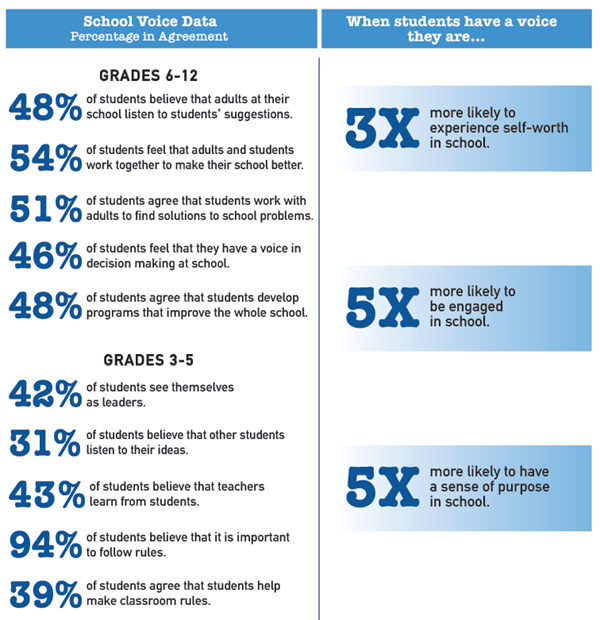 School Voice Data
Percentage in Agreement
GRADES 6-12
48% of students believe that adults at their
school listen to students' suggestions.
54% of students feel that adults and students
work together to make their school better.
51% of students agree that students work with
adults to find solutions to school problems.
46% of students feel that they have a voice in
decision making at school.
48% of students agree that students develop
programs that improve the whole school.
GRADES 3-5
42% of students see themselves
as leaders.
31% of students believe that other students
listen to their ideas.
43% of students believe that teachers
learn from students.
94% of students believe that it is important
to follow rules.
39% of students agree that students help
make classroom rules.
When students have a voice
they are...
3X more likely to
experience self-worth
in school.
5X more likely to
be engaged
in school.
5X more likely to have
a sense of purpose
in school.